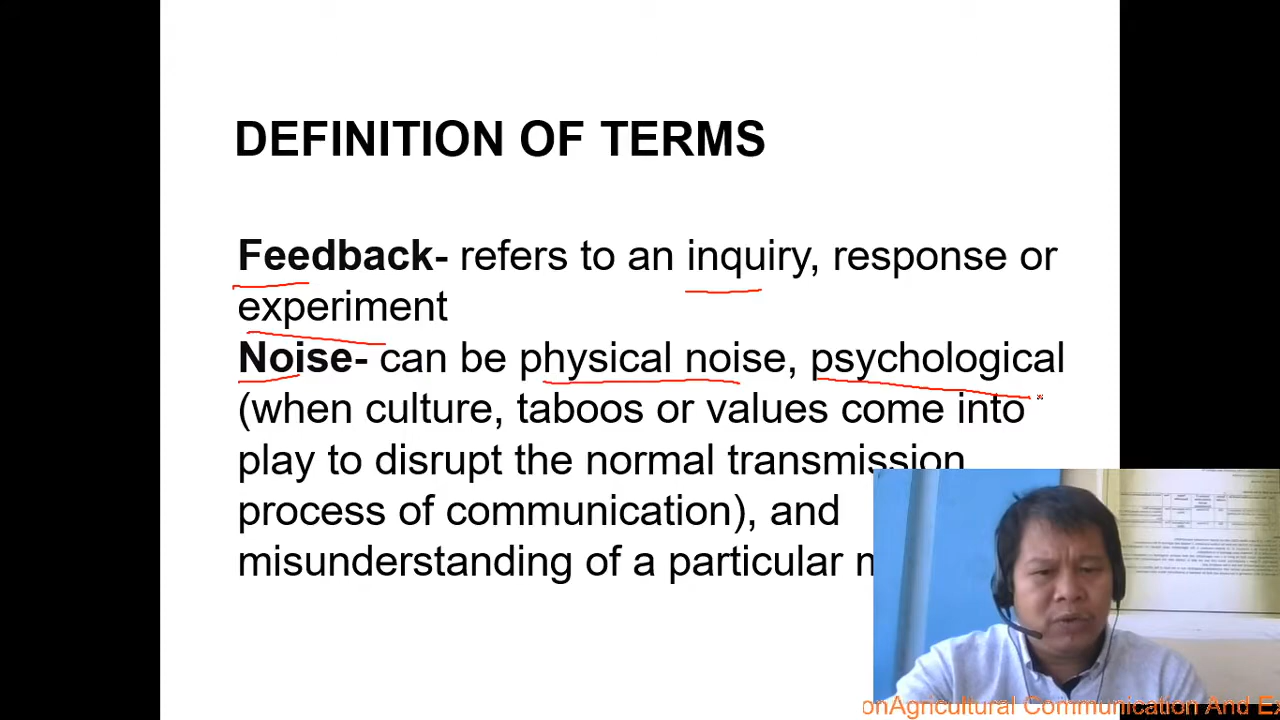 DEFINITION OF TERMS
Feedback- refers to an inquiry, response or
experiment
Noise- can be physical noise, psychological
(when culture, taboos or values come into
play to disrupt the normal transmission
process of communication), and
misunderstanding of a particular
onAgricultural Communication And Ex